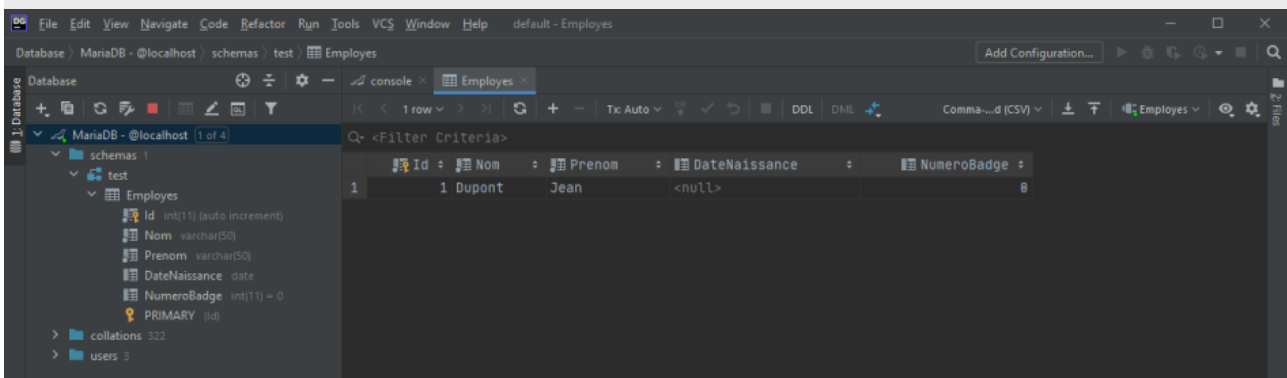 DG File Edit View Navigate Code Refactor Run Tools VCS Window Help default - Employes
Database MariaDB - @localhost schemas test Employes Add Configuration...
Database console Employes
1 row Tx: Auto DDL DML Comma-...d (CSV) Employes
1: Database
2: Files
MariaDB - @localhost 1 of 4 <Filter Criteria>
schemas 1 Id Nom Prenom DateNaissance NumeroBadge
test 1 1 Dupont Jean <null> 0
Employes
Id int(11) (auto increment)
Nom varchar(50)
Prenom varchar(50)
DateNaissance date
NumeroBadge int(11) = 0
PRIMARY (Id)
collations 322
users 3